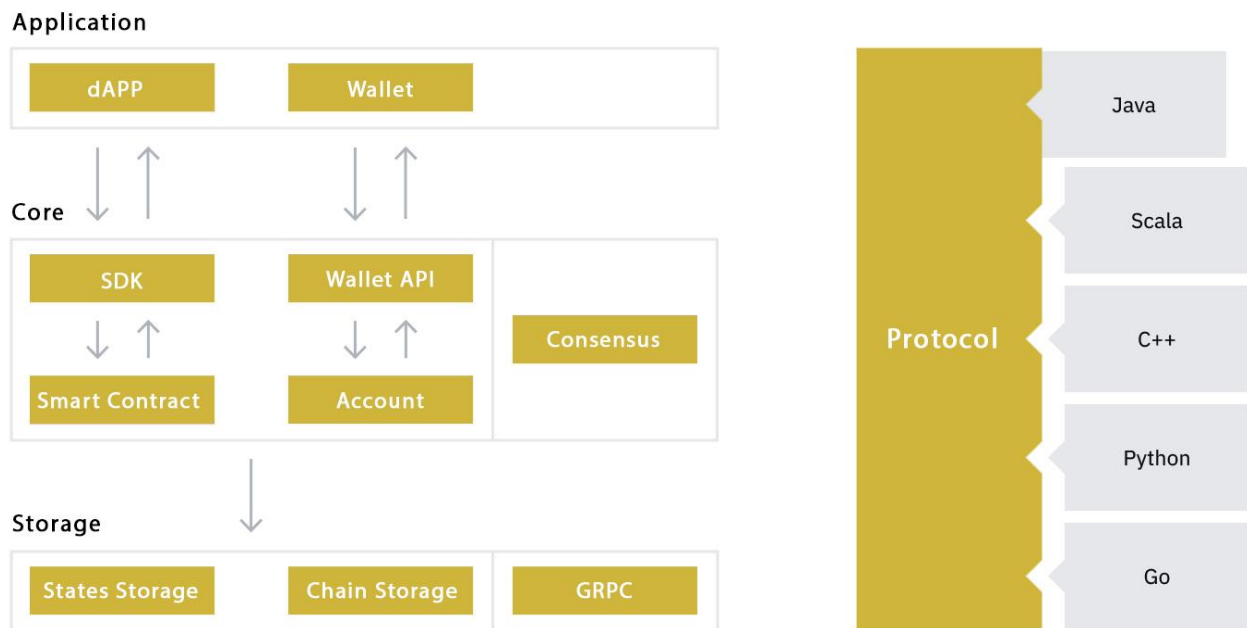 Application
dAPP
Wallet
Core
SDK
Wallet API
Consensus
Smart Contract
Account
Storage
States Storage
Chain Storage
GRPC
Protocol
Java
Scala
C++
Python
Go